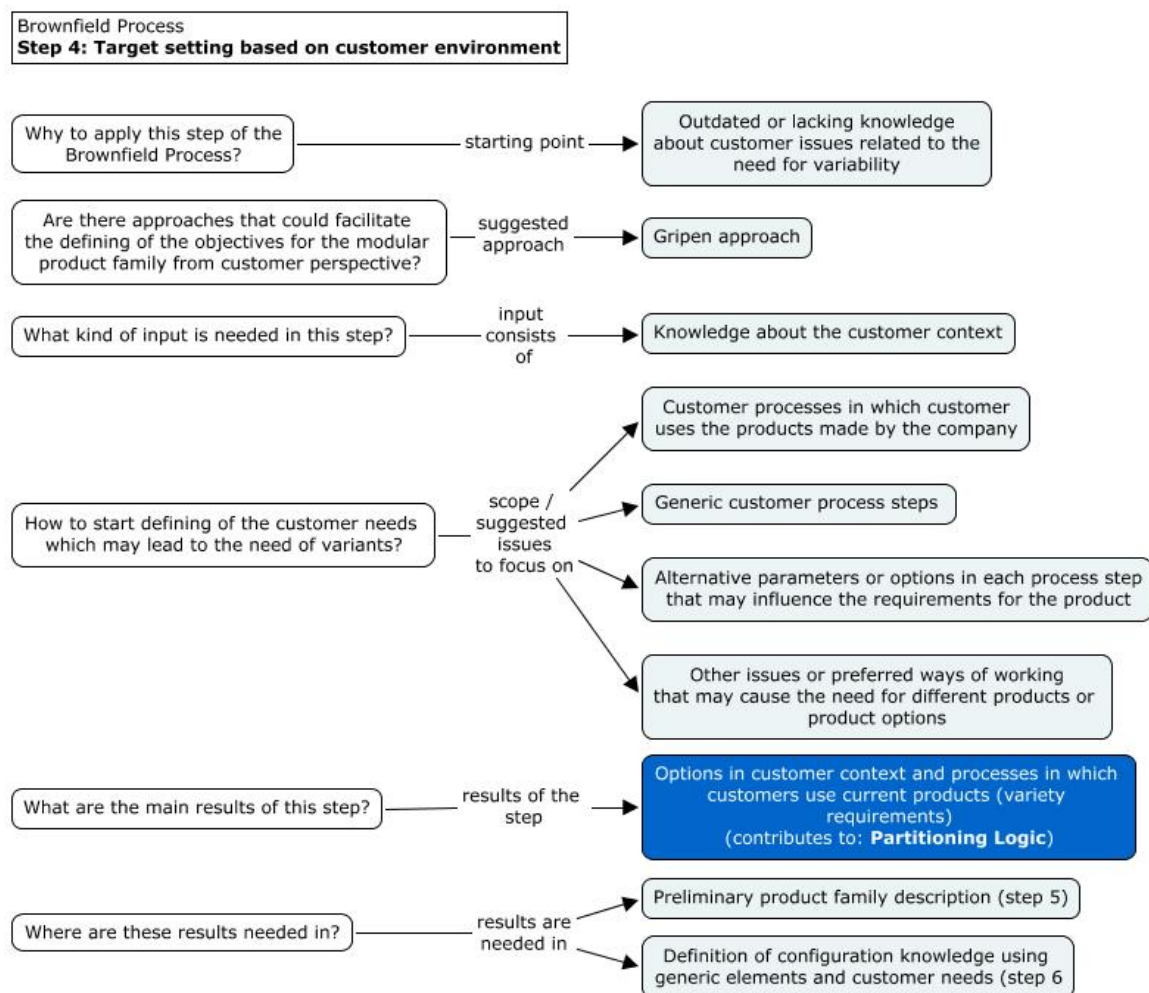 Brownfield Process
Step 4: Target setting based on customer environment
Why to apply this step of the
Brownfield Process?
starting point
Outdated or lacking knowledge
about customer issues related to the
need for variability
Are there approaches that could facilitate
the defining of the objectives for the modular
product family from customer perspective?
suggested
approach
Gripen approach
What kind of input is needed in this step?
input
consists
of
Knowledge about the customer context
How to start defining of the customer needs
which may lead to the need of variants?
scope /
suggested
issues
to focus on
Customer processes in which customer
uses the products made by the company
Generic customer process steps
Alternative parameters or options in each process step
that may influence the requirements for the product
Other issues or preferred ways of working
that may cause the need for different products or
product options
What are the main results of this step?
results of the
step
Options in customer context and processes in which
customers use current products (variety
requirements)
(contributes to: Partitioning Logic)
Where are these results needed in?
results are
needed in
Preliminary product family description (step 5)
Definition of configuration knowledge using
generic elements and customer needs (step 6